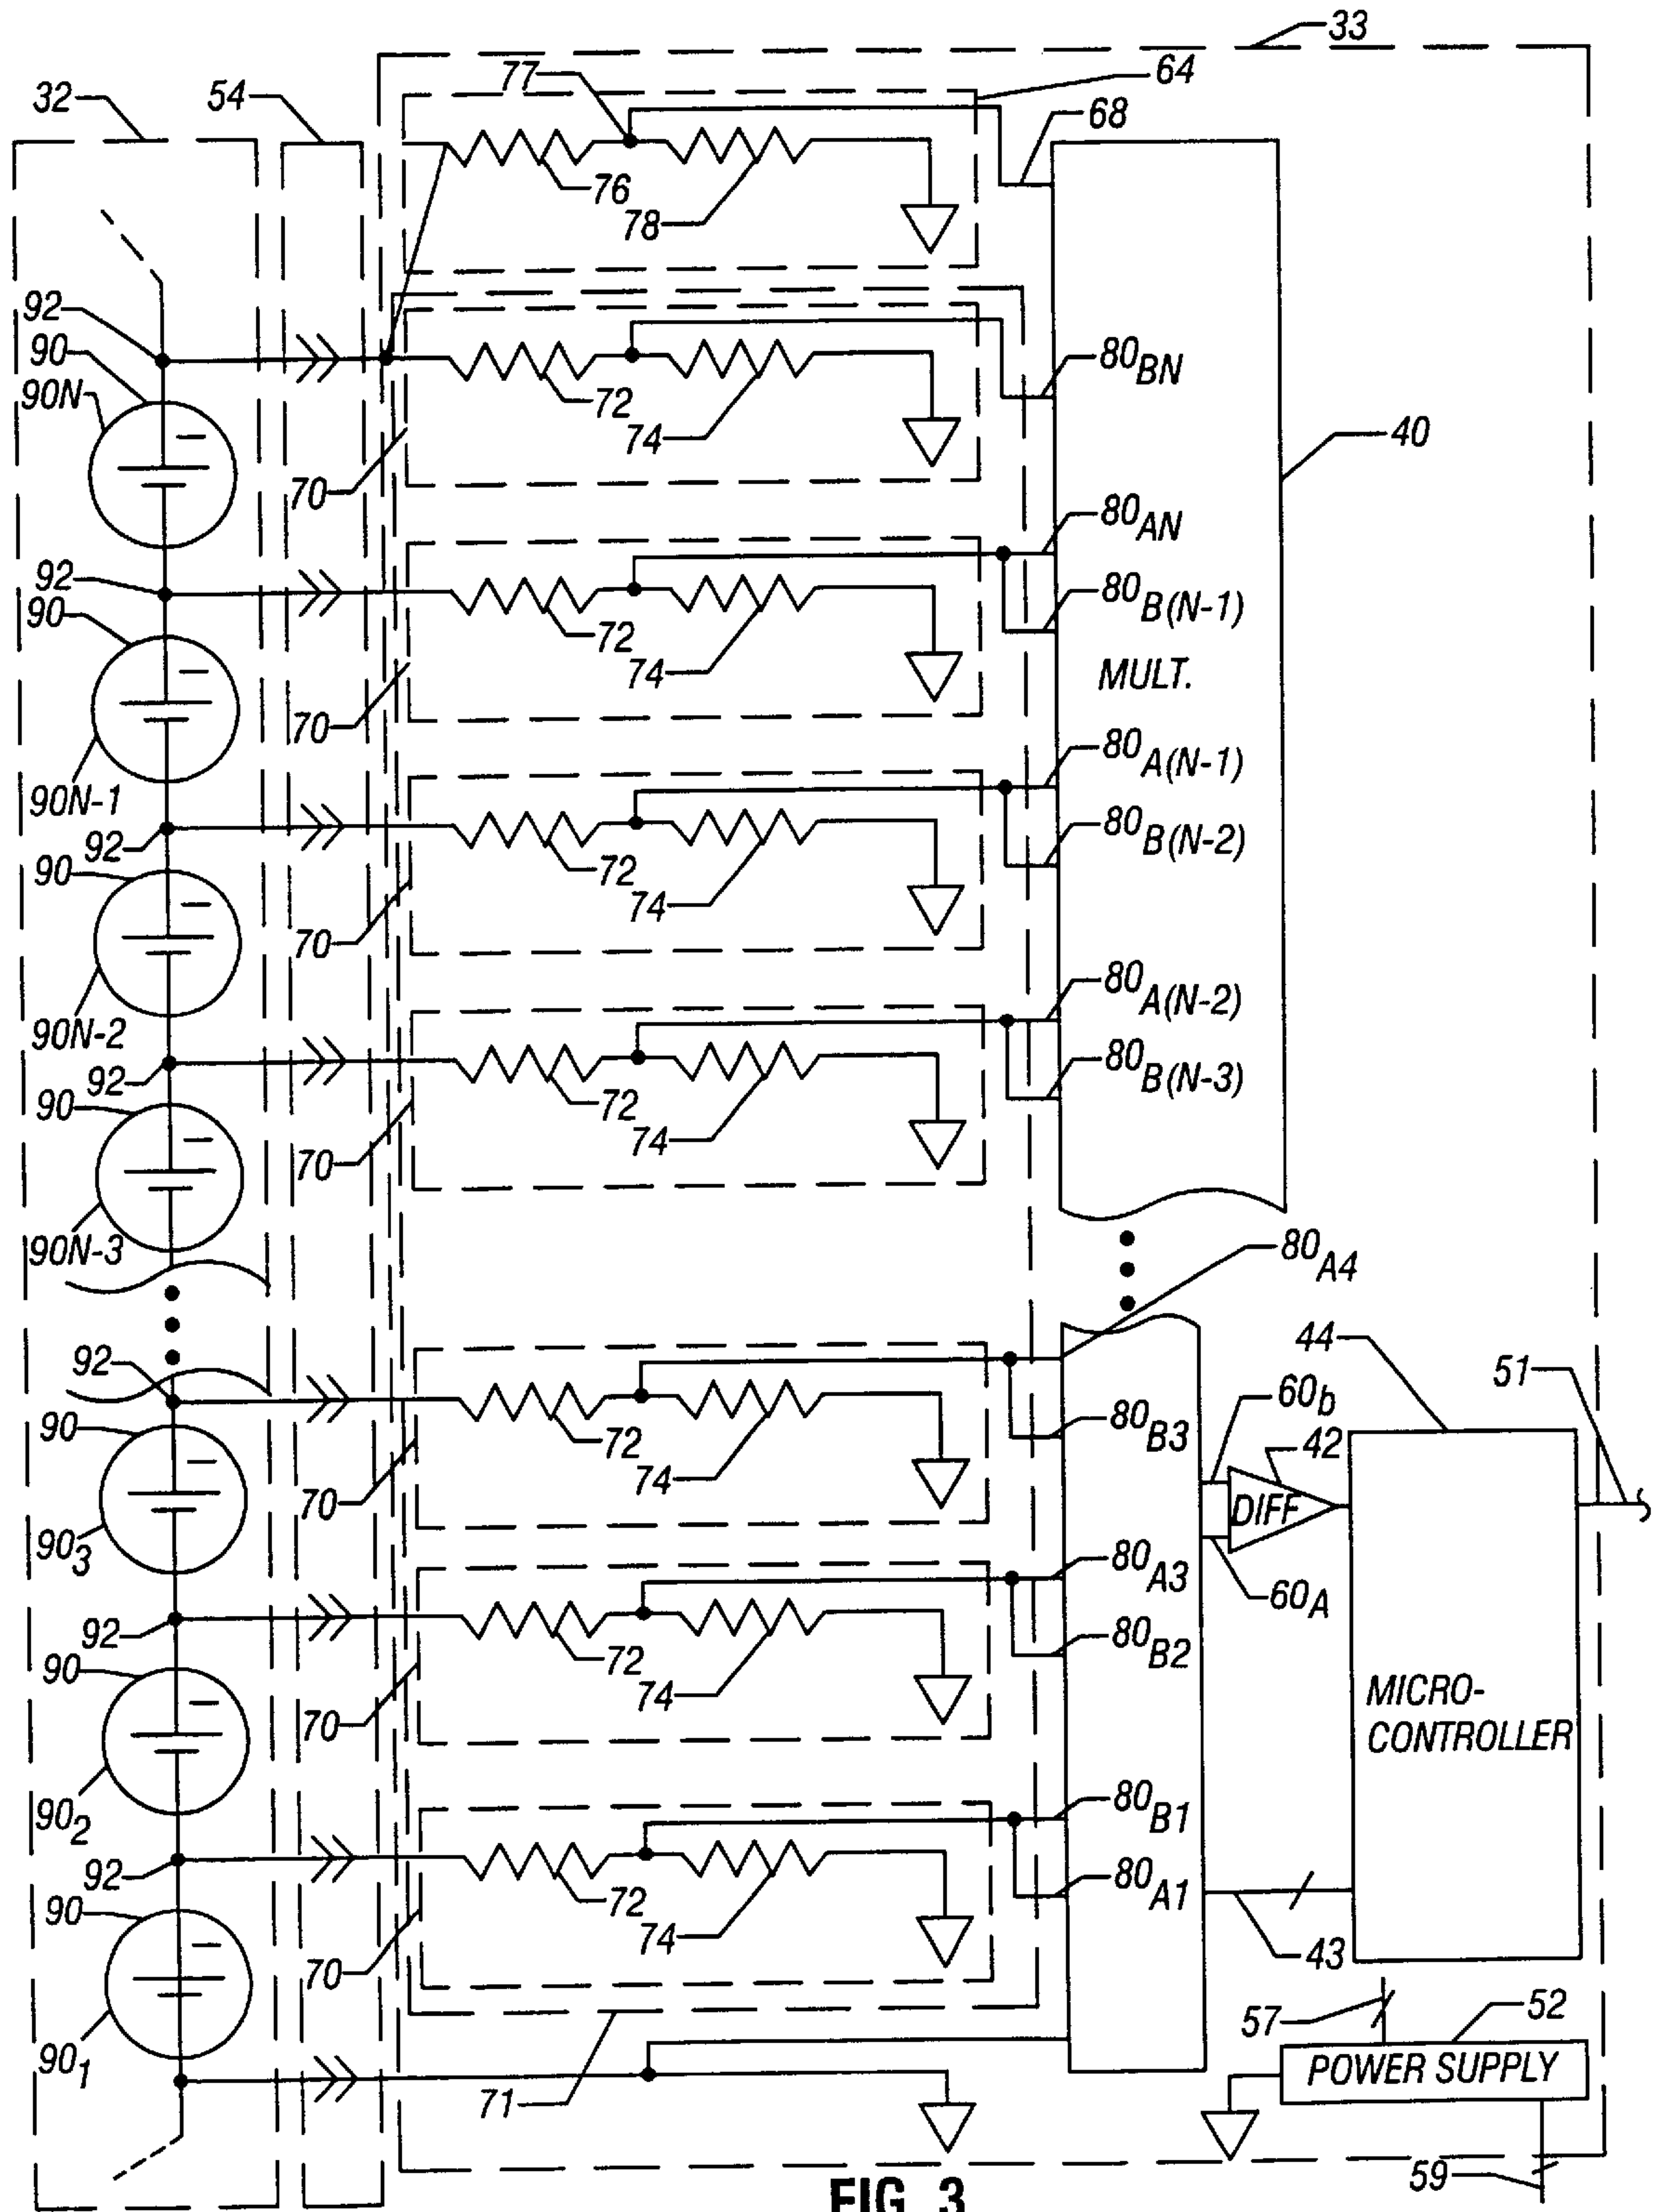 33
32
54
77
64
68
76
78
92
90
90N
80BN
72
74
40
70
80AN
92
90
80B(N-1)
72
74
MULT.
70
80A(N-1)
90N-1
92
80B(N-2)
90
72
74
70
80A(N-2)
90N-2
92
80B(N-3)
90
72
74
70
90N-3
80A4
44
92
51
60b
80B3
42
90
72
74
DIFF
70
903
80A3
60A
92
80B2
90
72
74
70
MICRO-
CONTROLLER
902
80B1
92
80A1
90
72
74
43
70
57
52
901
POWER SUPPLY
71
59
FIG. 3